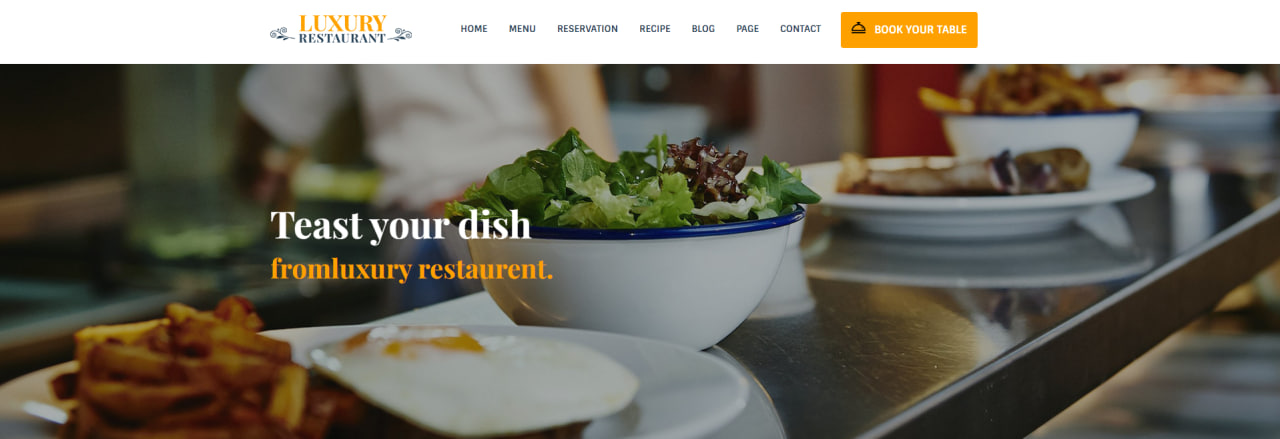 LUXURY
RESTAURANT
HOME MENU RESERVATION RECIPE BLOG PAGE CONTACT BOOK YOUR TABLE
Teast your dish
fromluxury restaurent.